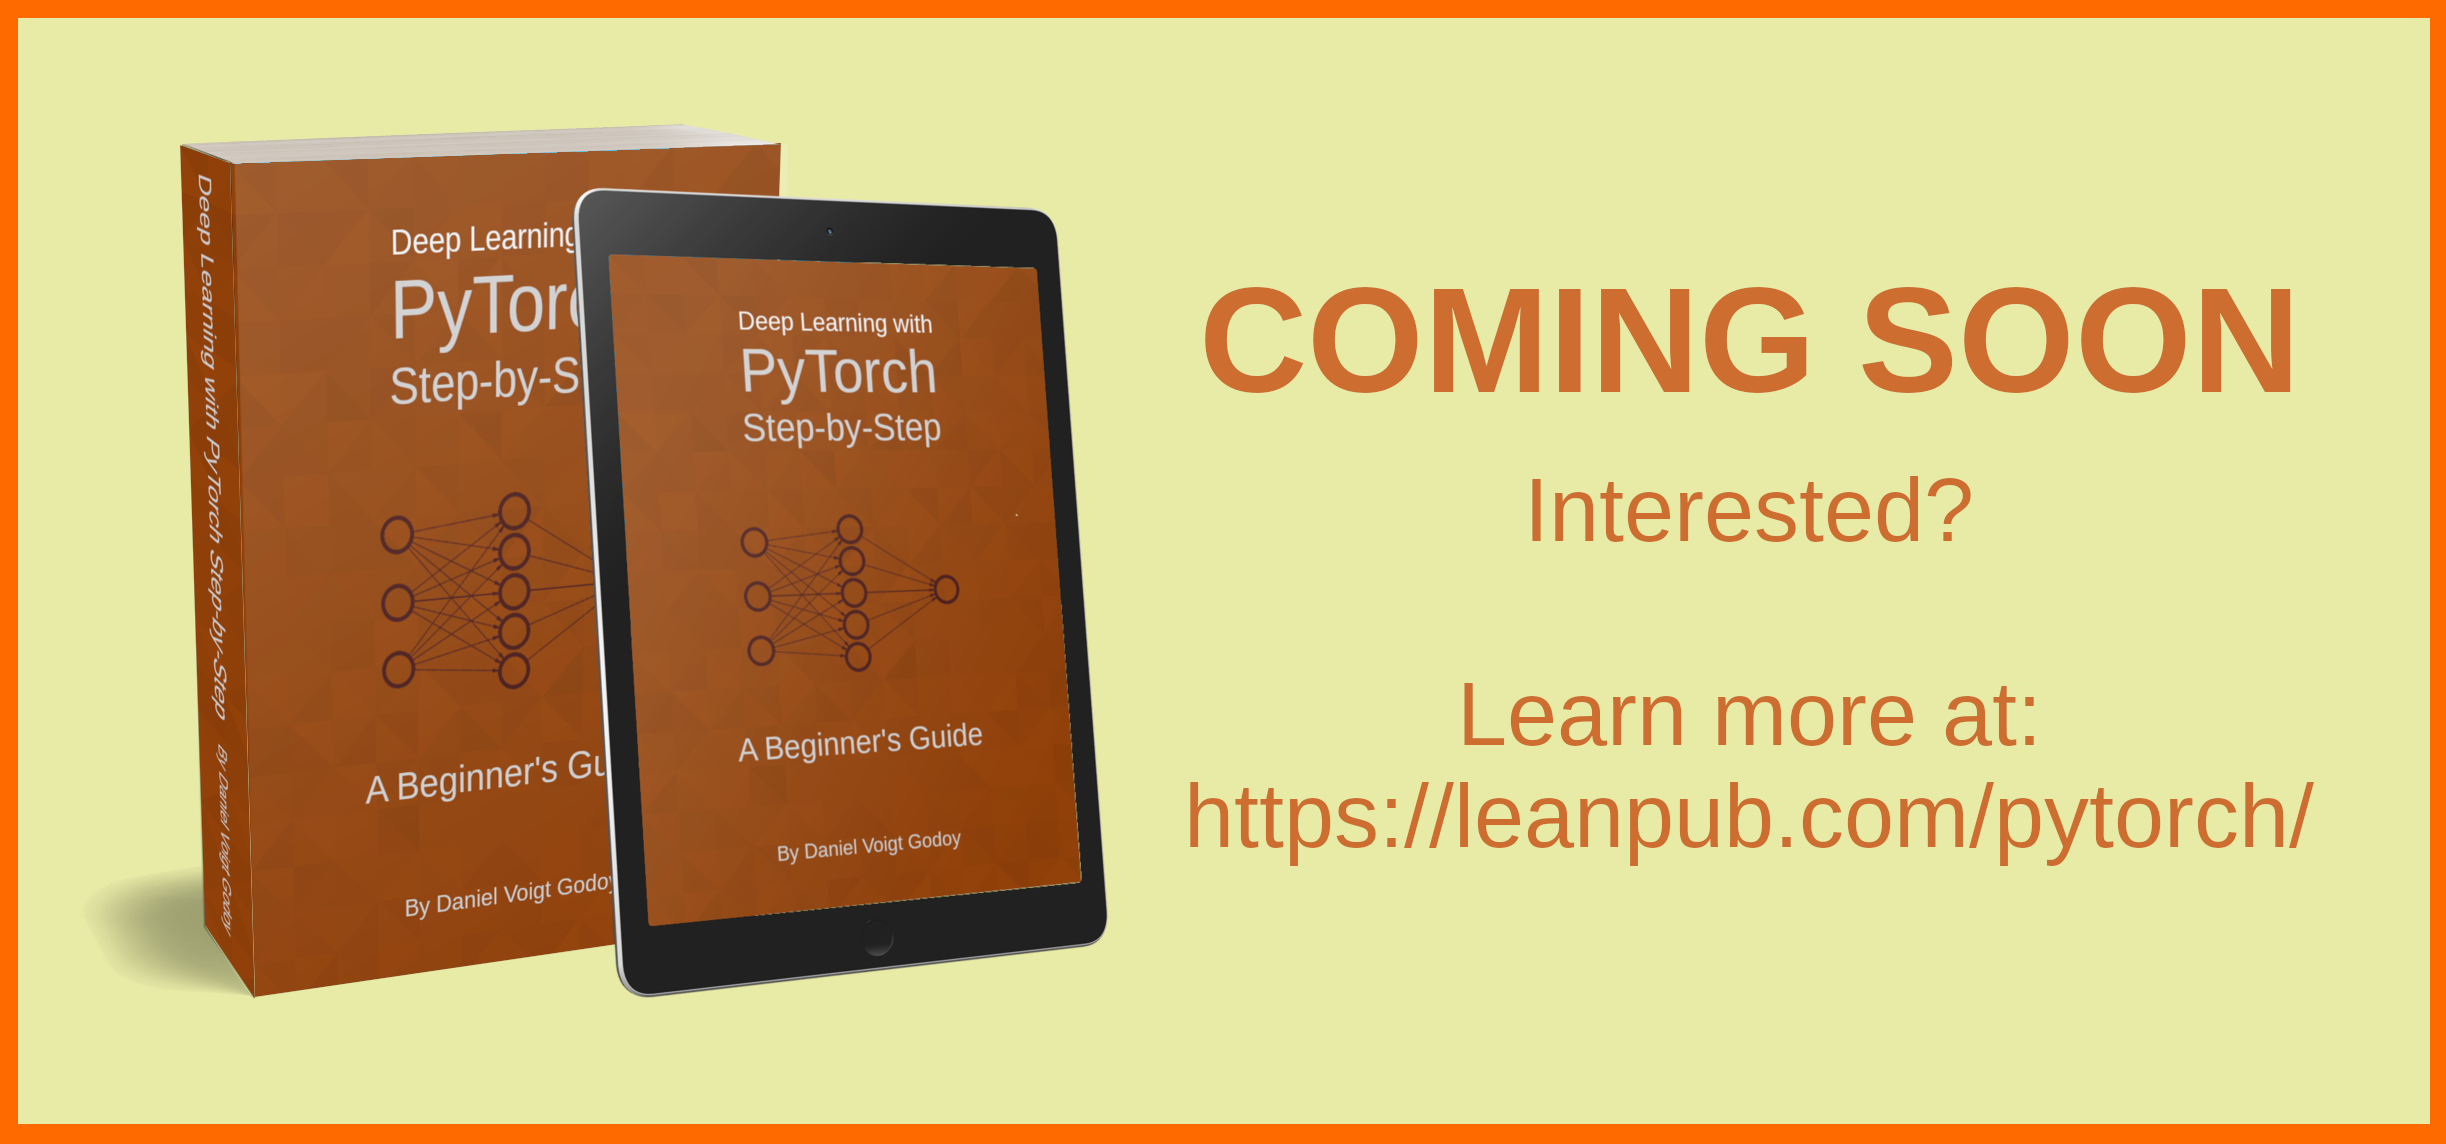 Deep Learning with PyTorch Step-by-Step By Daniel Voigt Godoy
Deep Learning
PyTorc
Step-by-S
A Beginner's Gu
By Daniel Voigt Godoy
Deep Learning with
PyTorch
Step-by-Step
A Beginner's Guide
By Daniel Voigt Godoy
COMING SOON
Interested?
Learn more at:
https://leanpub.com/pytorch/